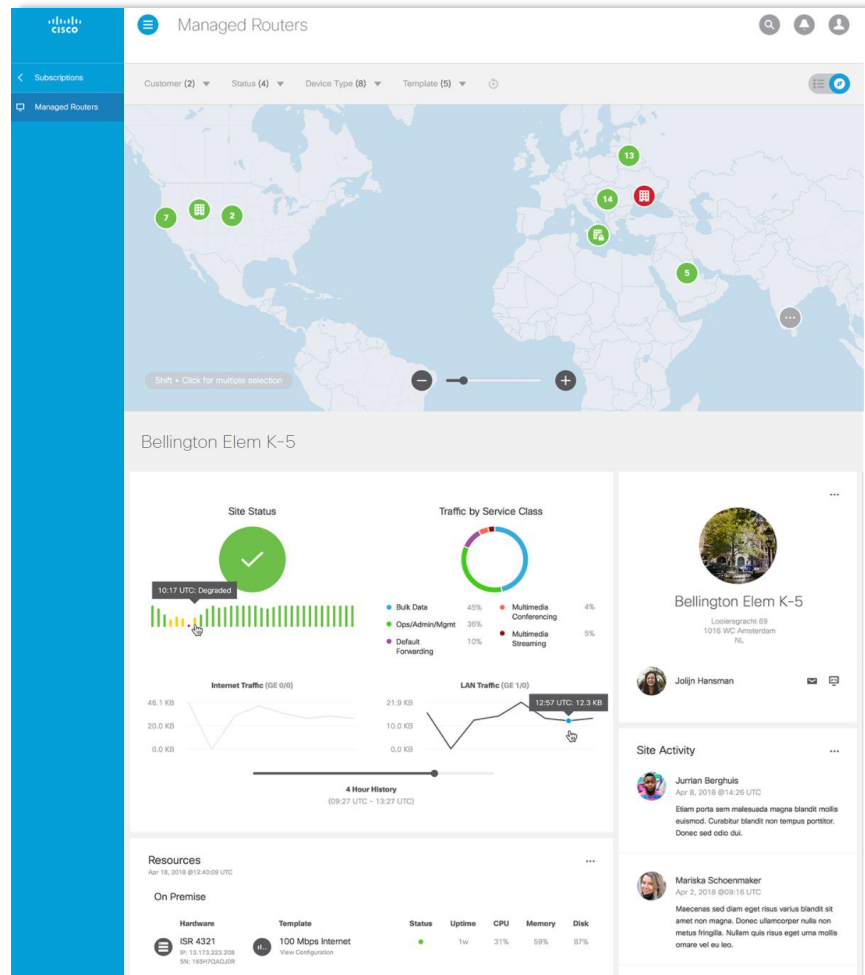 CISCO
Managed Routers
Subscriptions
Managed Routers
Customer (2)
Status (4)
Device Type (8)
Template (5)
13
14
7
2
5
Shift + Click for multiple selection
Bellington Elem K-5
Site Status
10:17 UTC: Degraded
Traffic by Service Class
Bulk Data 45%
Ops/Admin/Mgmt 36%
Default
Forwarding 10%
Multimedia
Conferencing 4%
Multimedia
Streaming 5%
Internet Traffic (GE 0/0)
46.1 KB
20.0 KB
0.0 KB
LAN Traffic (GE 1/0)
12:57 UTC: 12.3 KB
21.9 KB
10.0 KB
0.0 KB
4 Hour History
(09:27 UTC - 13:27 UTC)
Bellington Elem K-5
Looiersgracht 69
1016 WC Amsterdam
NL
Jolijn Hansman
Site Activity
Jurrian Berghuis
Apr 8, 2018 @14:26 UTC
Etiam porta sem malesuada magna blandit mollis
euismod. Curabitur blandit non tempus porttitor.
Donec sed odio dui.
Mariska Schoenmaker
Apr 2, 2018 @09:16 UTC
Maecenas sed diam eget risus varius blandit sit
amet non magna. Donec ullamcorper nulla non
metus fringilla. Nullam quis risus eget urna mollis
ornare vel eu leo.
Resources
Apr 18, 2018 @12:40:09 UTC
On Premise
Hardware Template Status Uptime CPU Memory Disk
ISR 4321 100 Mbps Internet 1w 31% 59% 87%
IP: 13.173.223.208 View Configuration